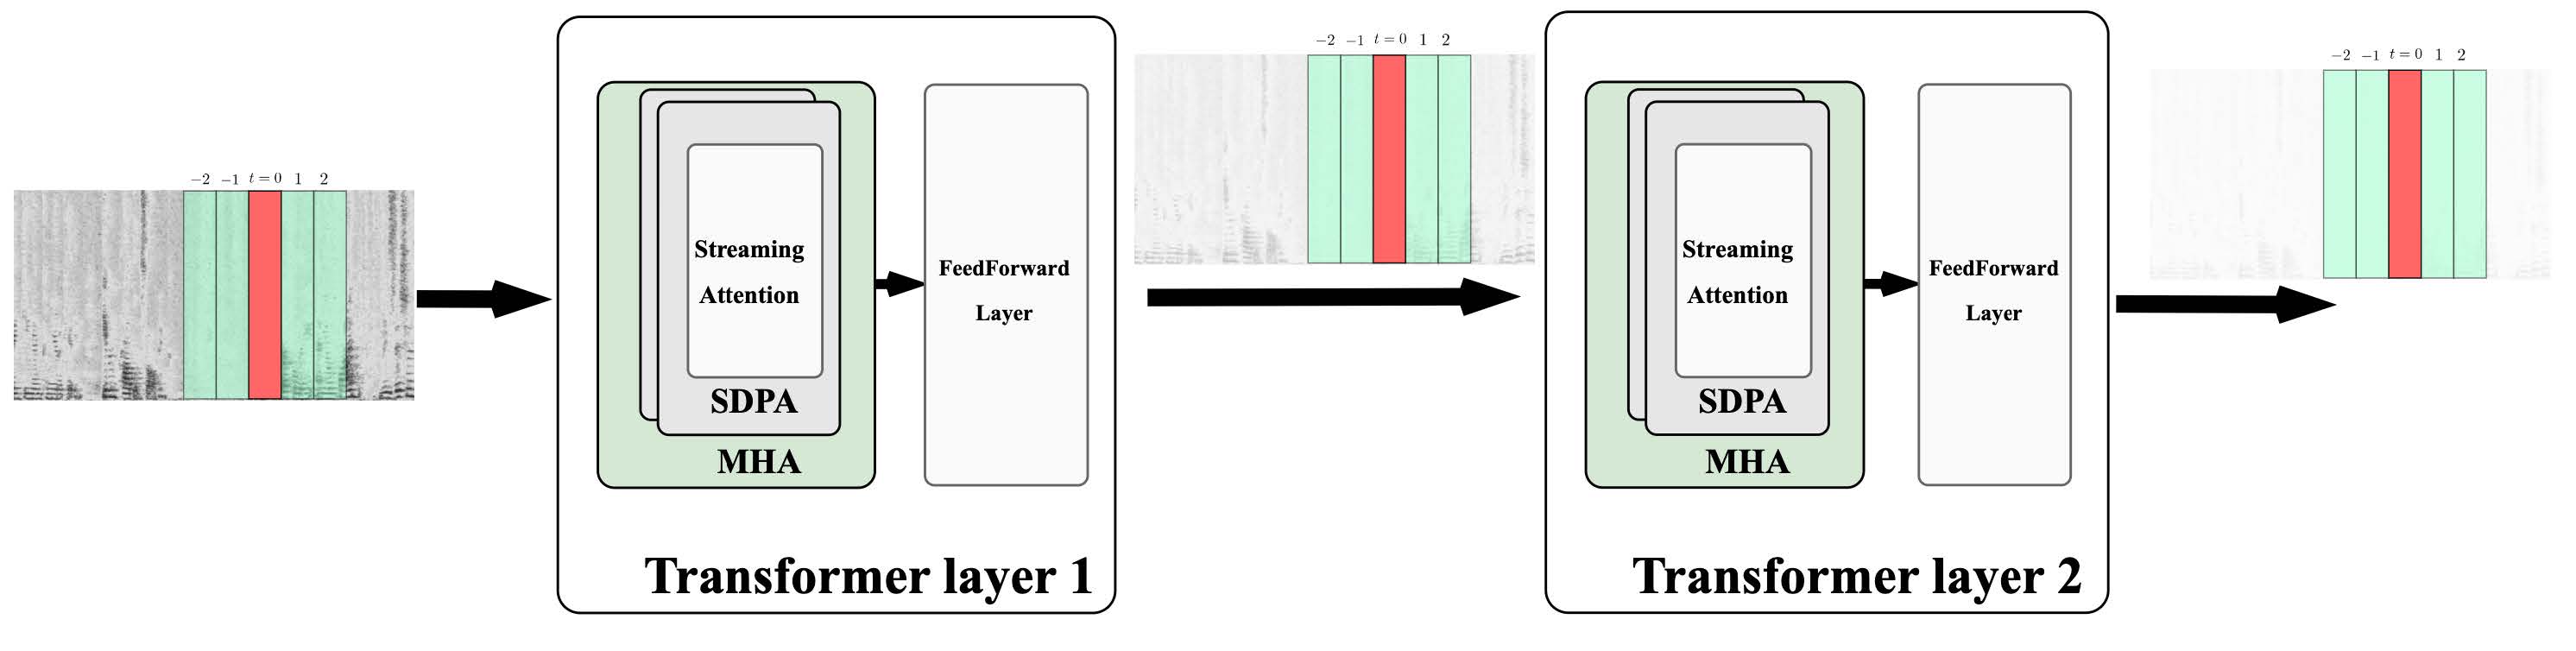 −2 −1 t = 0 1 2
Streaming
Attention
SDPA
MHA
FeedForward
Layer
Transformer layer 1
−2 −1 t = 0 1 2
Streaming
Attention
SDPA
MHA
FeedForward
Layer
Transformer layer 2
−2 −1 t = 0 1 2